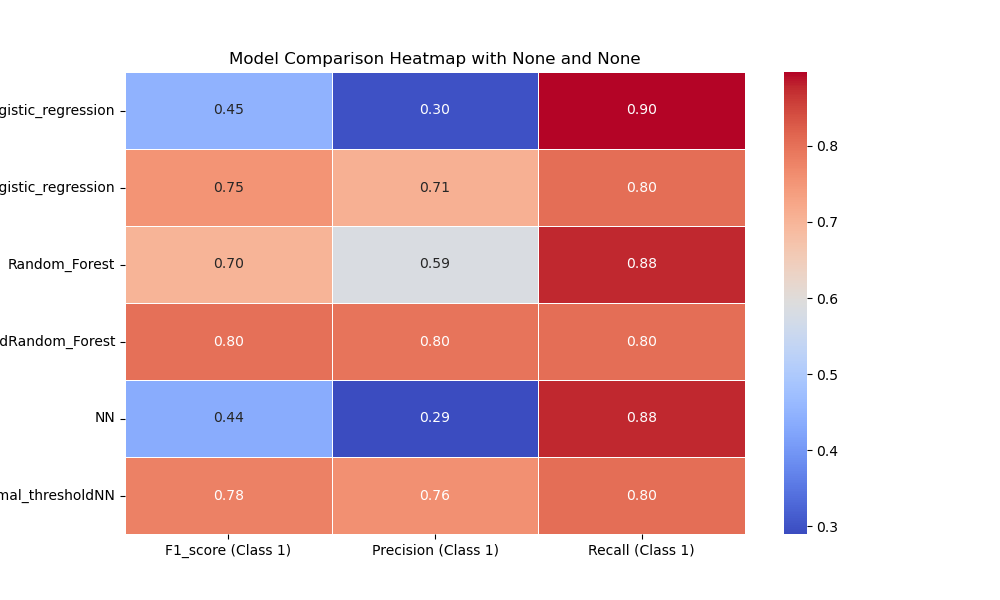 Model Comparison Heatmap with None and None
gistic_regression 0.45 0.30 0.90
gistic_regression 0.75 0.71 0.80
Random_Forest 0.70 0.59 0.88
dRandom_Forest 0.80 0.80 0.80
NN 0.44 0.29 0.88
mal_thresholdNN 0.78 0.76 0.80
F1_score (Class 1) Precision (Class 1) Recall (Class 1)
0.8
0.7
0.6
0.5
0.4
0.3